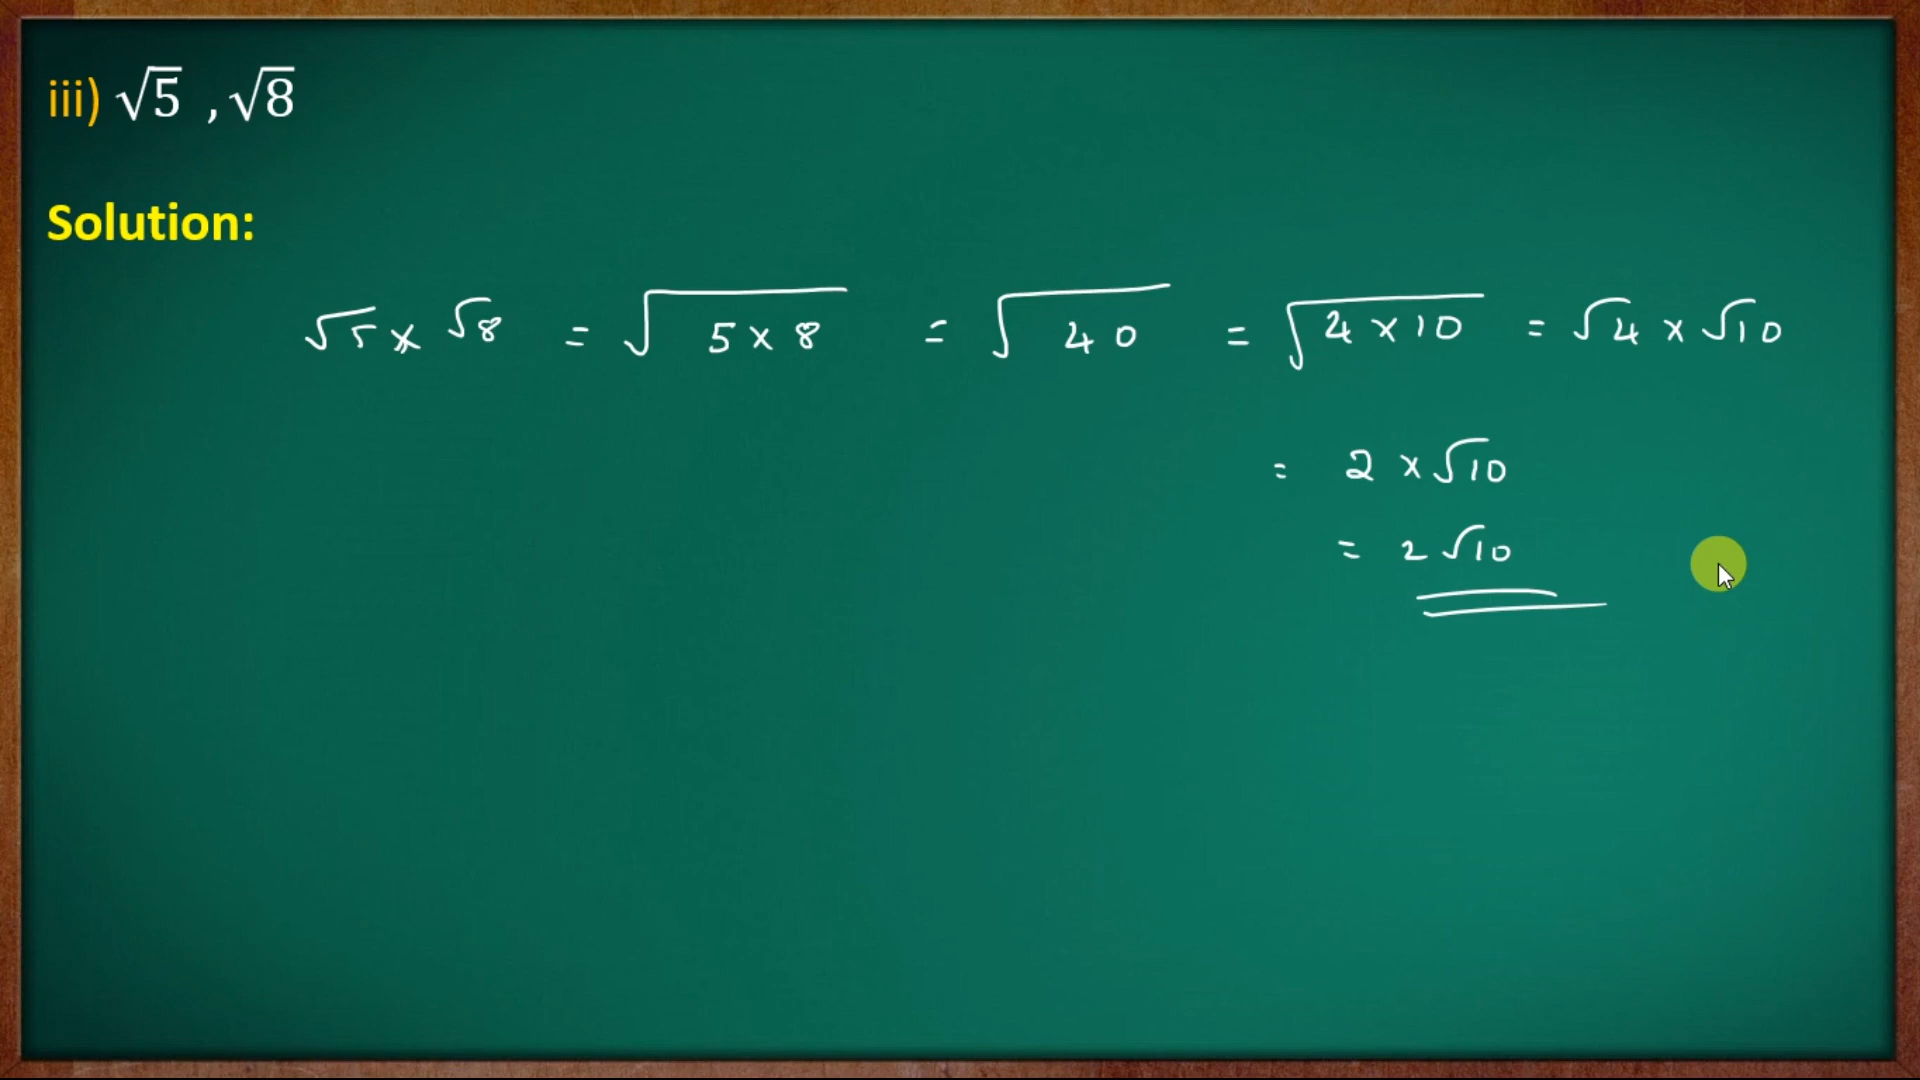 iii) √5 , √8
Solution:
√5 × √8 = √5 × 8 = √40 = √4 × 10 = √4 × √10
= 2 × √10
= 2 √10